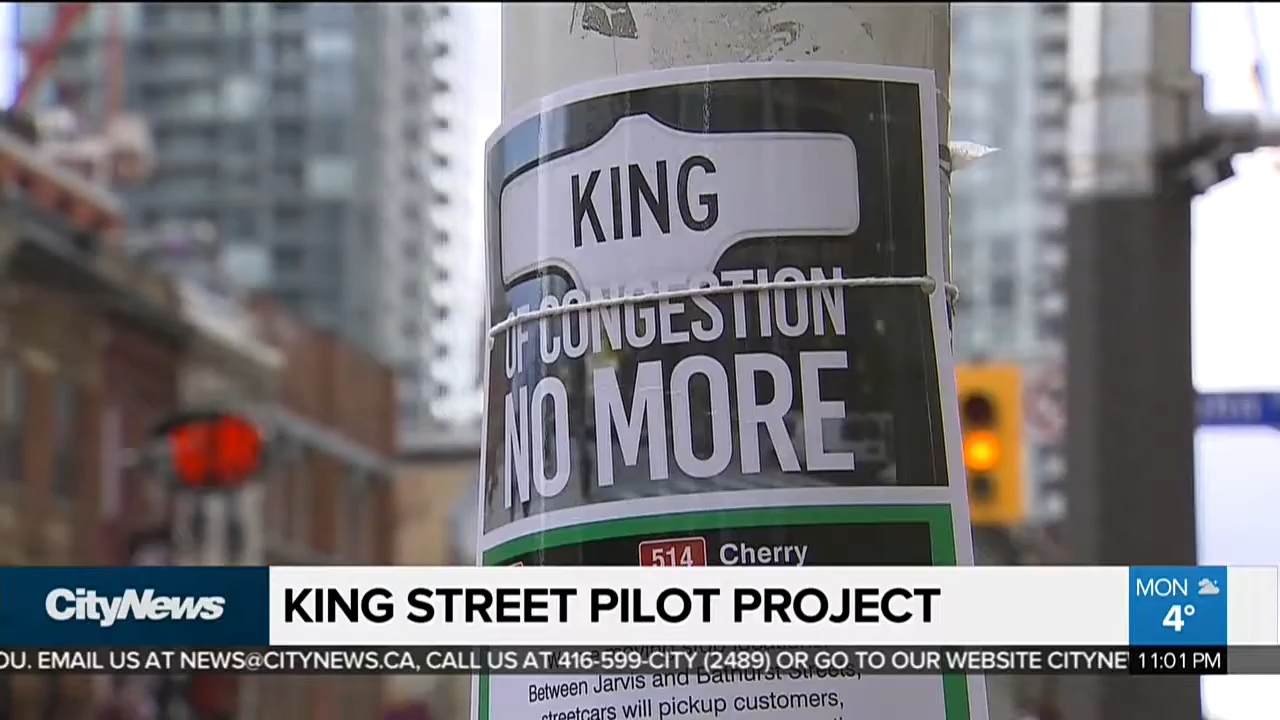 KING
OF CONGESTION
NO MORE
514 Cherry
CityNews
KING STREET PILOT PROJECT
MON
4°
OU. EMAIL US AT NEWS@CITYNEWS.CA, CALL US AT 416-599-CITY (2489) OR GO TO OUR WEBSITE CITYNE
11:01 PM
Between Jarvis and Bathurst Streets,
streetcars will pickup customers,